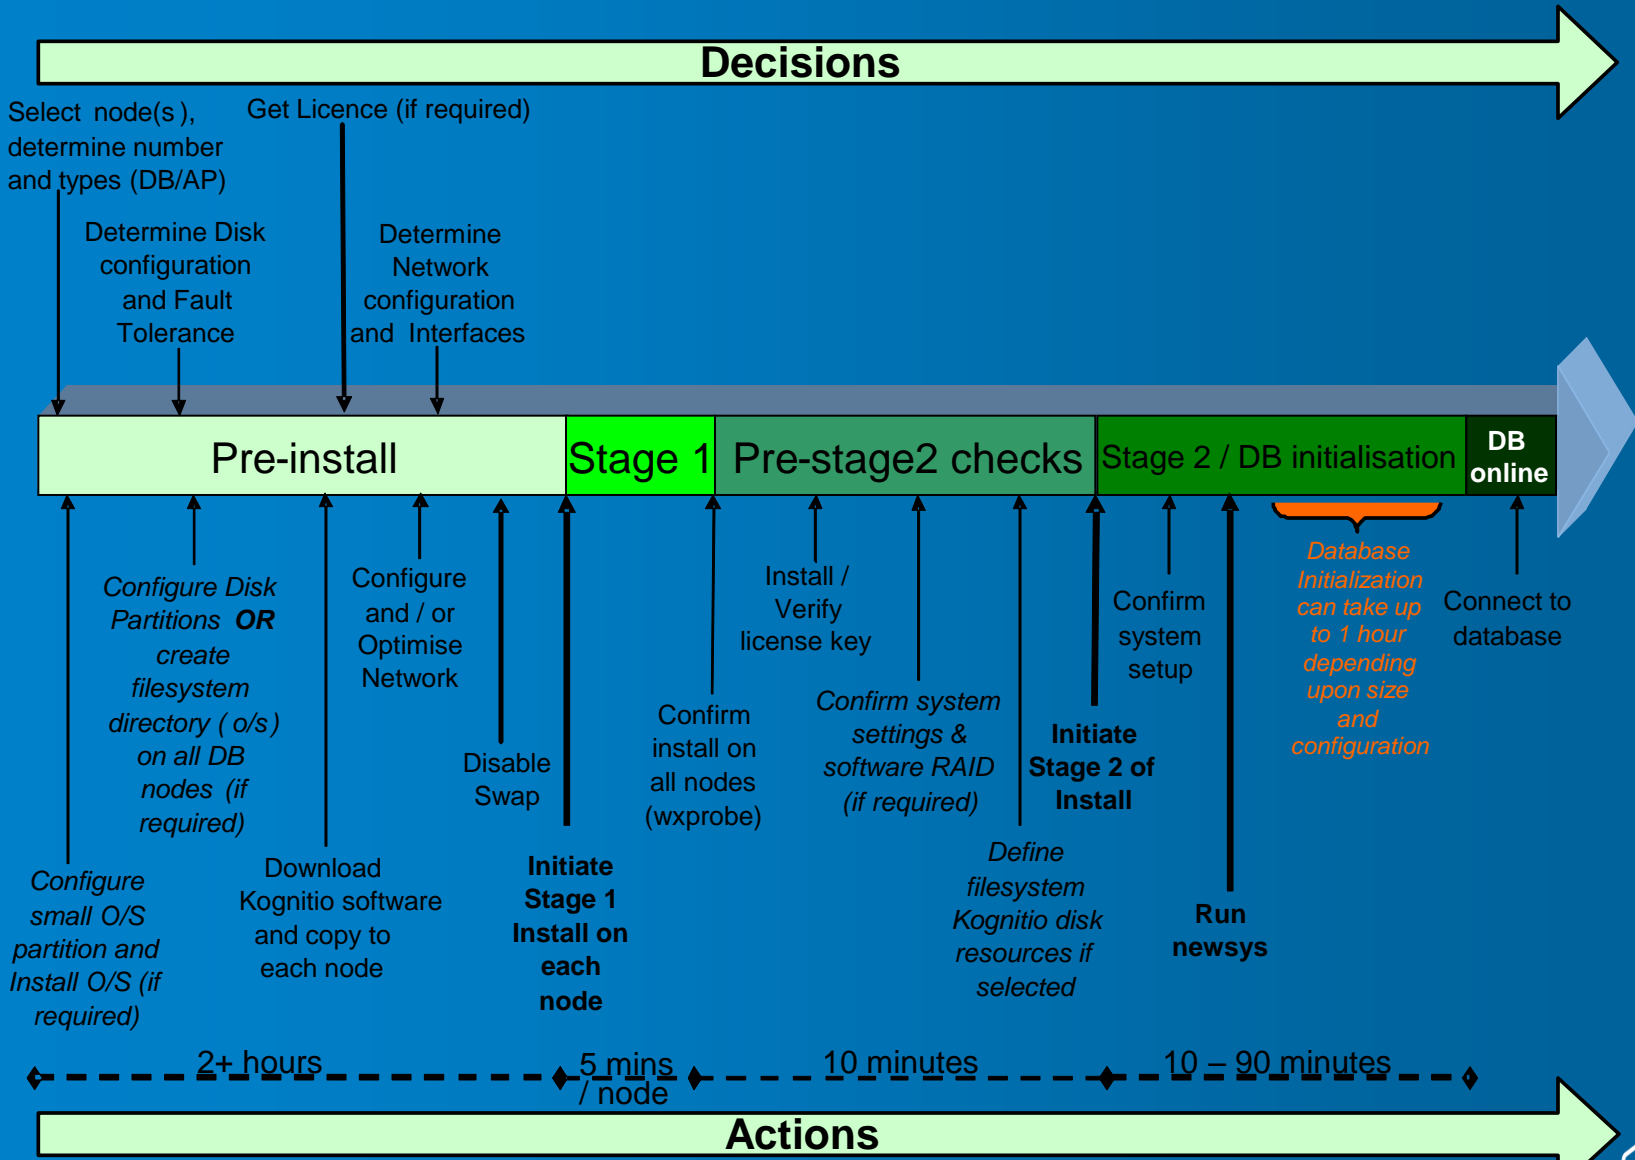 Decisions
Select node(s),
determine number
and types (DB/AP)
Get Licence (if required)
Determine Disk
configuration
and Fault
Tolerance
Determine
Network
configuration
and Interfaces
Pre-install
Stage 1
Pre-stage2 checks
Stage 2 / DB initialisation
DB
online
Configure
small O/S
partition and
Install O/S (if
required)
Configure Disk
Partitions OR
create
filesystem
directory (o/s)
on all DB
nodes (if
required)
Download
Kognitio software
and copy to
each node
Configure
and / or
Optimise
Network
Disable
Swap
Initiate
Stage 1
Install on
each
node
Confirm
install on
all nodes
(wxprobe)
Install /
Verify
license key
Confirm system
settings &
software RAID
(if required)
Define
filesystem
Kognitio disk
resources if
selected
Initiate
Stage 2 of
Install
Confirm
system
setup
Run
newsys
Database
Initialization
can take up
to 1 hour
depending
upon size
and
configuration
Connect to
database
2+ hours
5 mins
/ node
10 minutes
10 – 90 minutes
Actions